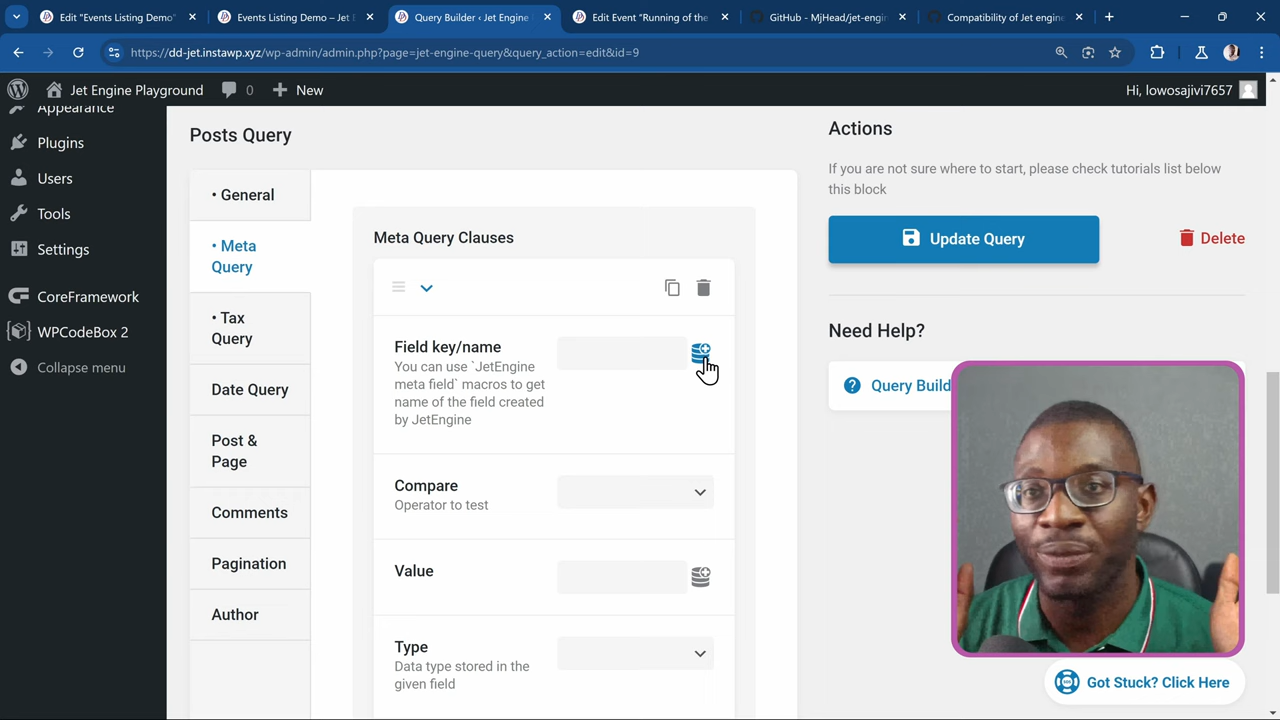 Edit "Events Listing Demo"
Events Listing Demo – Jet E
Query Builder ‹ Jet Engine
Edit Event "Running of the
GitHub - MjHead/jet-engin
Compatibility of Jet engine
https://dd-jet.instawp.xyz/wp-admin/admin.php?page=jet-engine-query&query_action=edit&id=9
Jet Engine Playground
0
New
Hi, lowosajivi7657
Appearance
Plugins
Users
Tools
Settings
CoreFramework
WPCodeBox 2
Collapse menu
Posts Query
• General
• Meta
Query
• Tax
Query
Date Query
Post &
Page
Comments
Pagination
Author
Meta Query Clauses
Field key/name
You can use `JetEngine
meta field` macros to get
name of the field created
by JetEngine
Compare
Operator to test
Value
Type
Data type stored in the
given field
Actions
If you are not sure where to start, please check tutorials list below
this block
Update Query
Delete
Need Help?
Query Build
Got Stuck? Click Here